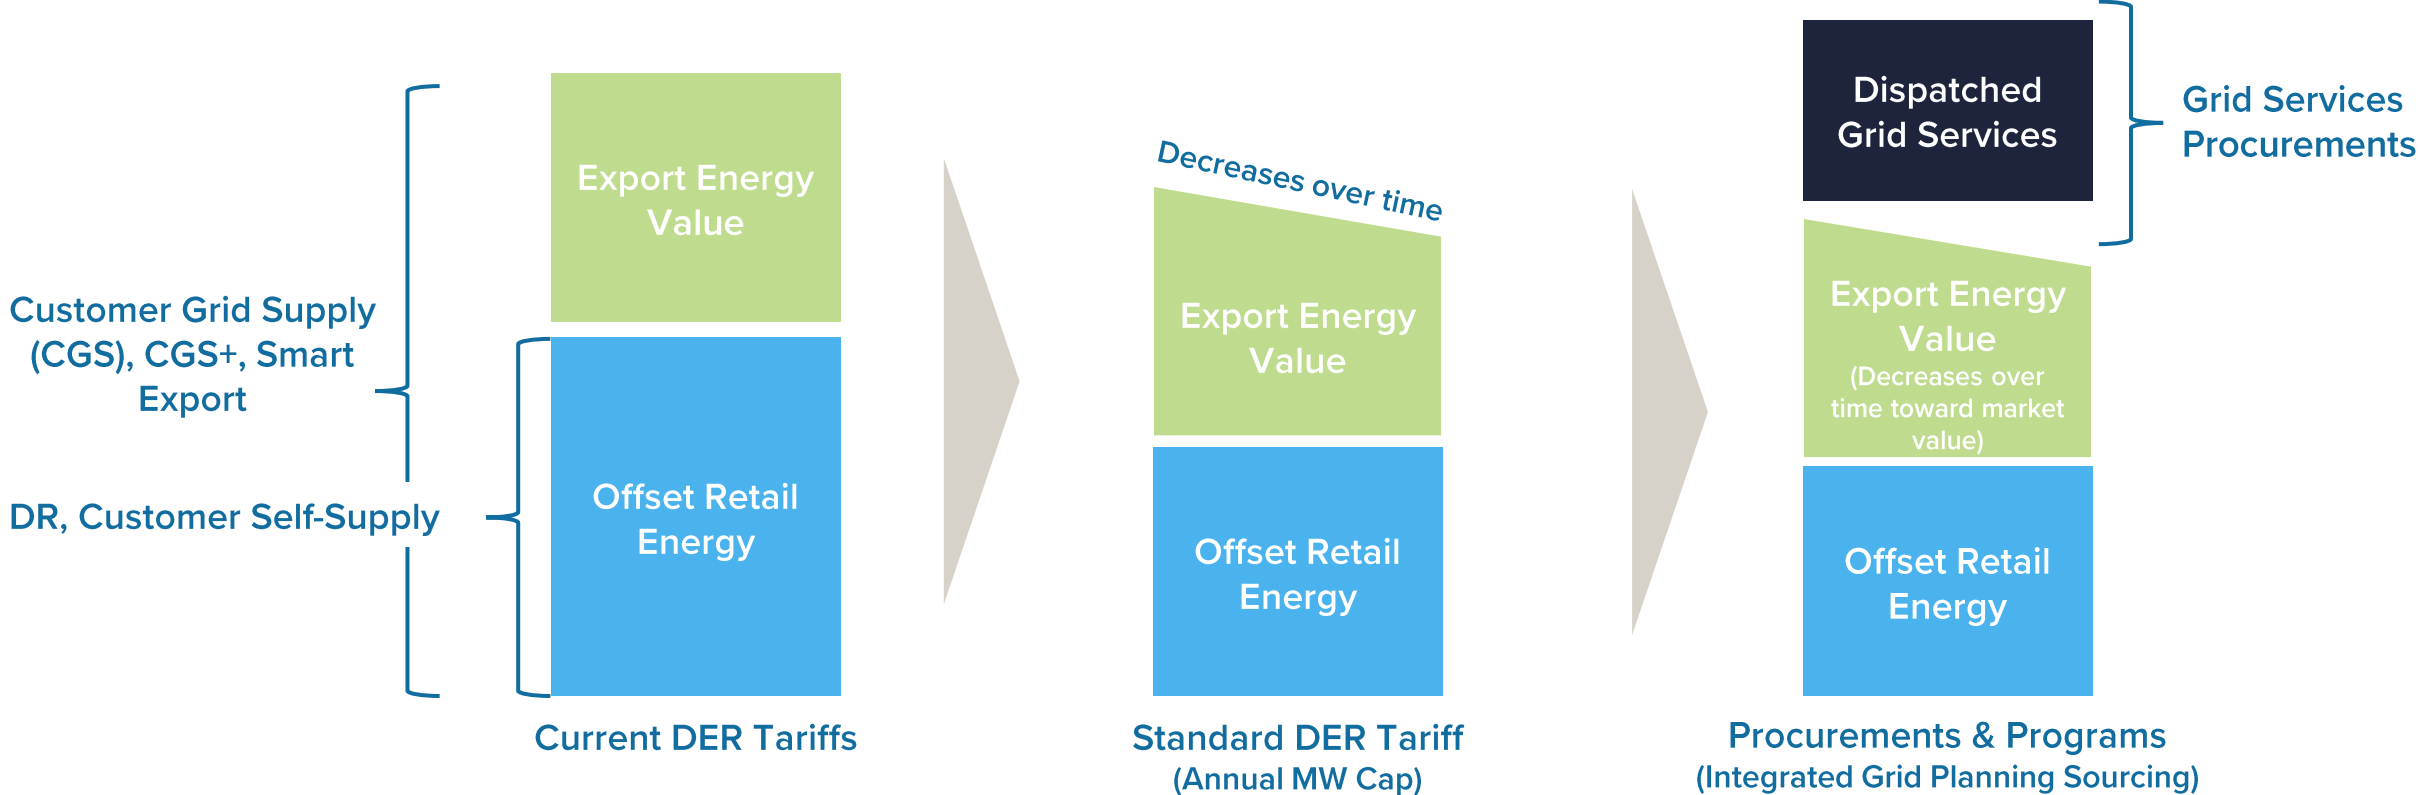 Customer Grid Supply
(CGS), CGS+, Smart
Export
DR, Customer Self-Supply
Export Energy
Value
Offset Retail
Energy
Current DER Tariffs
Decreases over time
Export Energy
Value
Offset Retail
Energy
Standard DER Tariff
(Annual MW Cap)
Dispatched
Grid Services
Export Energy
Value
(Decreases over
time toward market
value)
Offset Retail
Energy
Procurements & Programs
(Integrated Grid Planning Sourcing)
Grid Services
Procurements